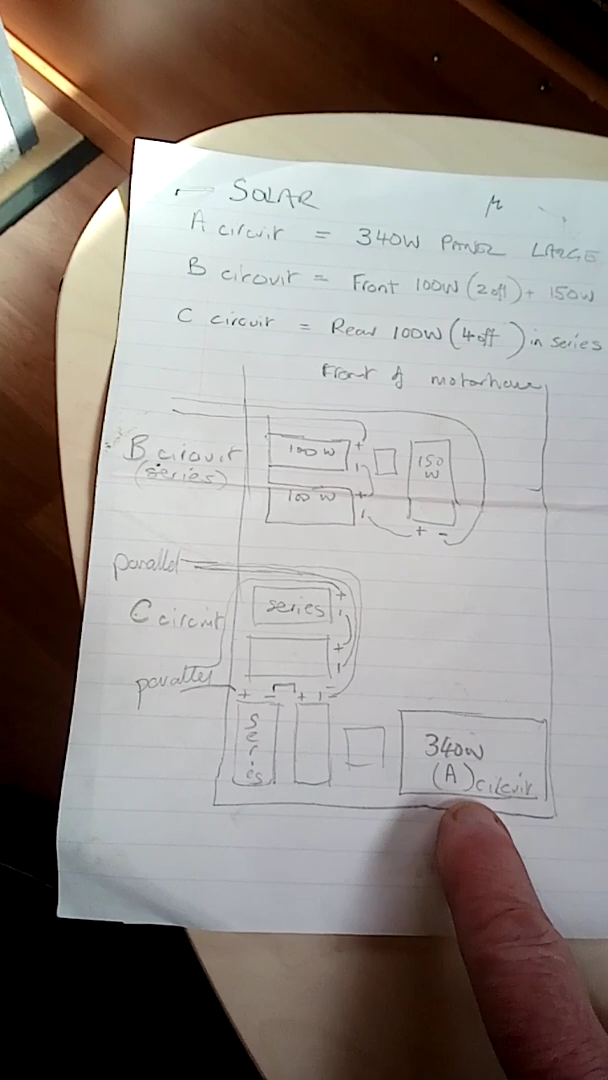 SOLAR
A circuit = 340W PANEL LARGE
B circuit = Front 100W (2 off) + 150W
C circuit = Rear 100W (4 off) in series
Front of motorhome
B circuit
(series)
100W
150
W
100W
+ -
parallel
C circuit
series
parallel
+ - + -
series
340W
(A) circuit